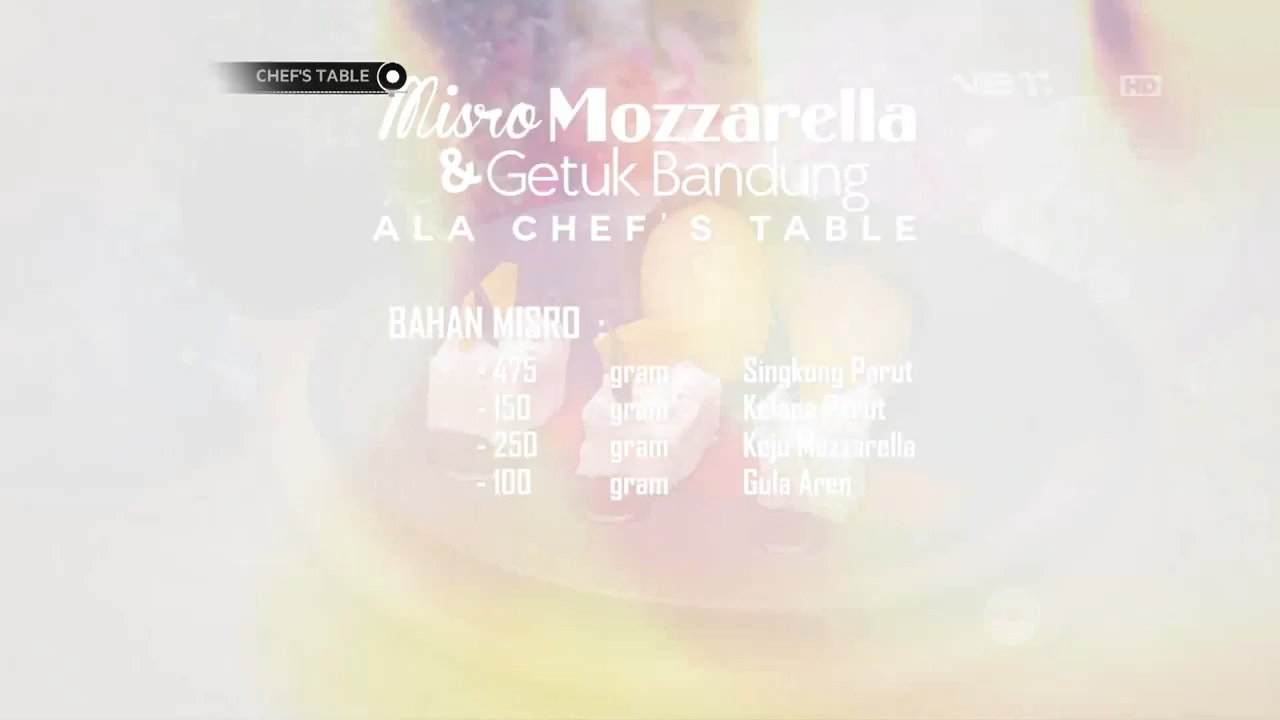 CHEF'S TABLE
NET.
HD
Misro Mozzarella
& Getuk Bandung
ALA CHEF'S TABLE
BAHAN MISRO :
- 475 gram Singkong Parut
- 150 gram Kelapa Parut
- 250 gram Keju Mozzarella
- 100 gram Gula Aren